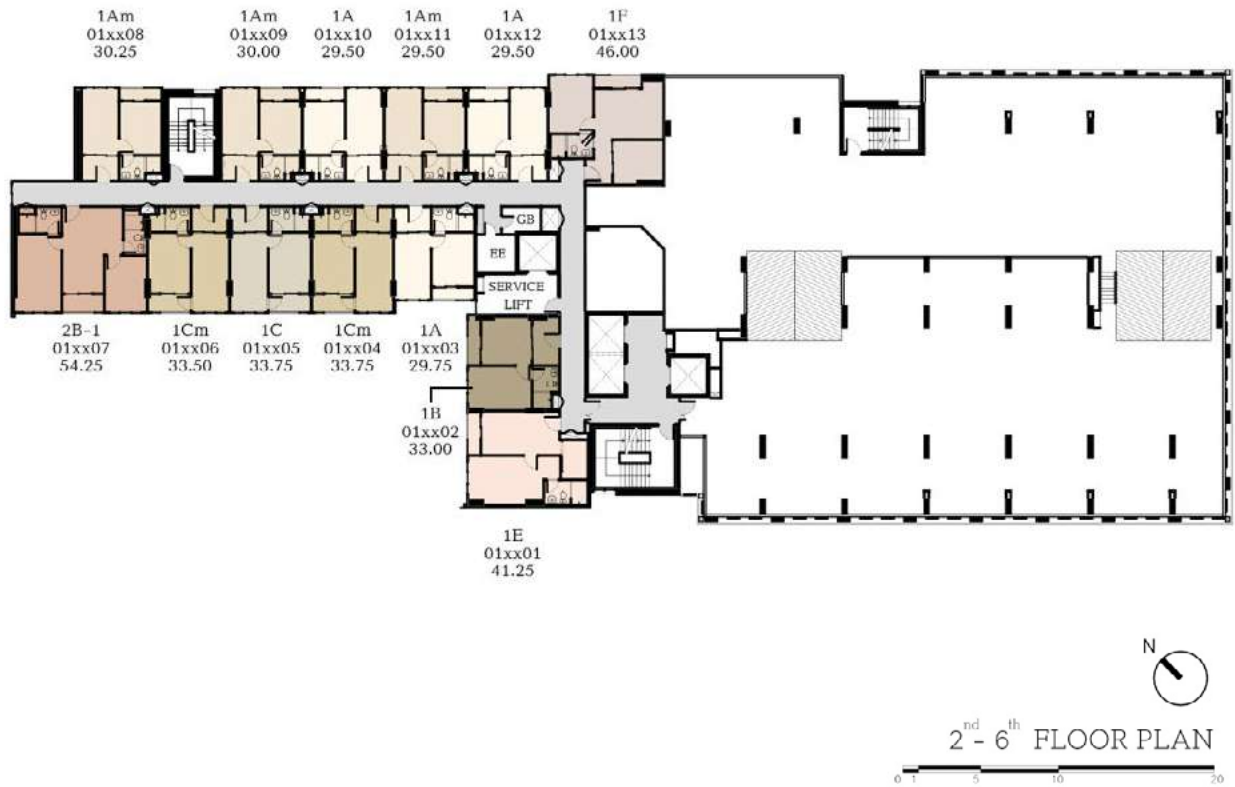 1Am
01xx08
30.25
1Am
01xx09
30.00
1A
01xx10
29.50
1Am
01xx11
29.50
1A
01xx12
29.50
1F
01xx13
46.00
GB
EE
SERVICE
LIFT
2B-1
01xx07
54.25
1Cm
01xx06
33.50
1C
01xx05
33.75
1Cm
01xx04
33.75
1A
01xx03
29.75
1B
01xx02
33.00
1E
01xx01
41.25
N
2nd - 6th FLOOR PLAN
0 1 5 10 20